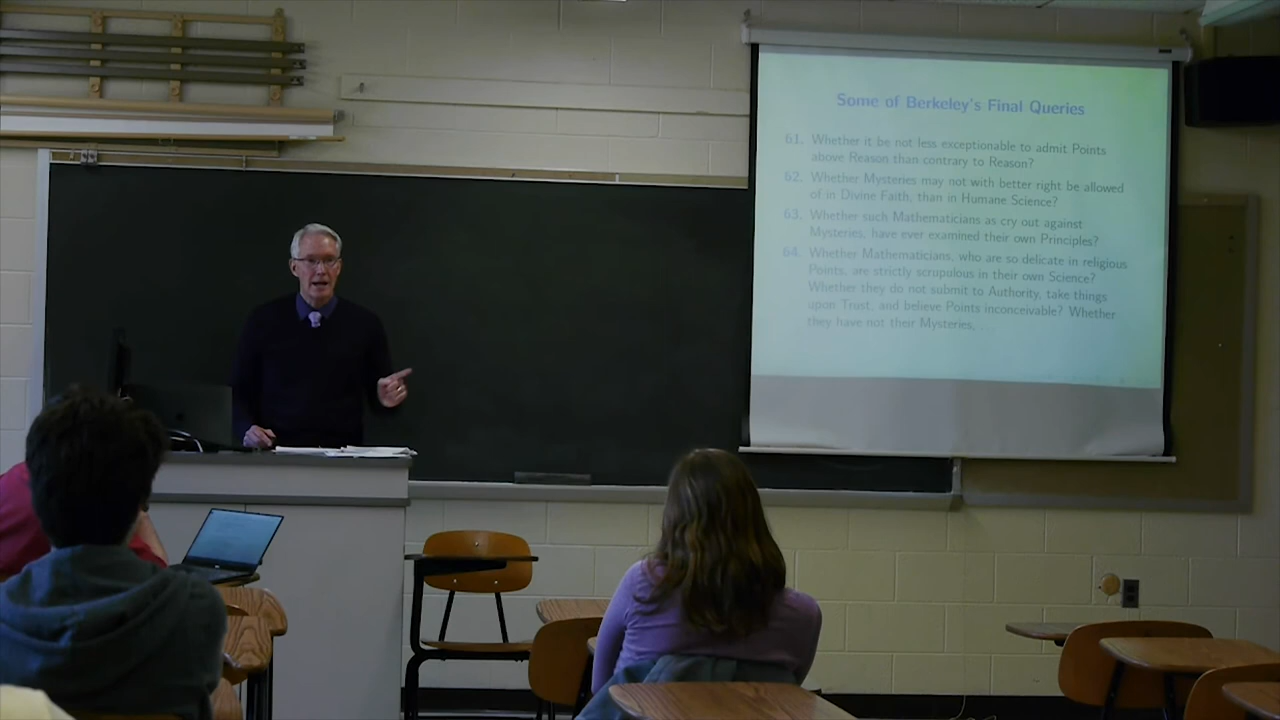 Some of Berkeley's Final Queries
61. Whether it be not less exceptionable to admit Points
above Reason than contrary to Reason?
62. Whether Mysteries may not with better right be allowed
of in Divine Faith, than in Humane Science?
63. Whether such Mathematicians as cry out against
Mysteries, have ever examined their own Principles?
64. Whether Mathematicians, who are so delicate in religious
Points, are strictly scrupulous in their own Science?
Whether they do not submit to Authority, take things
upon Trust, and believe Points inconceivable? Whether
they have not their Mysteries, ...